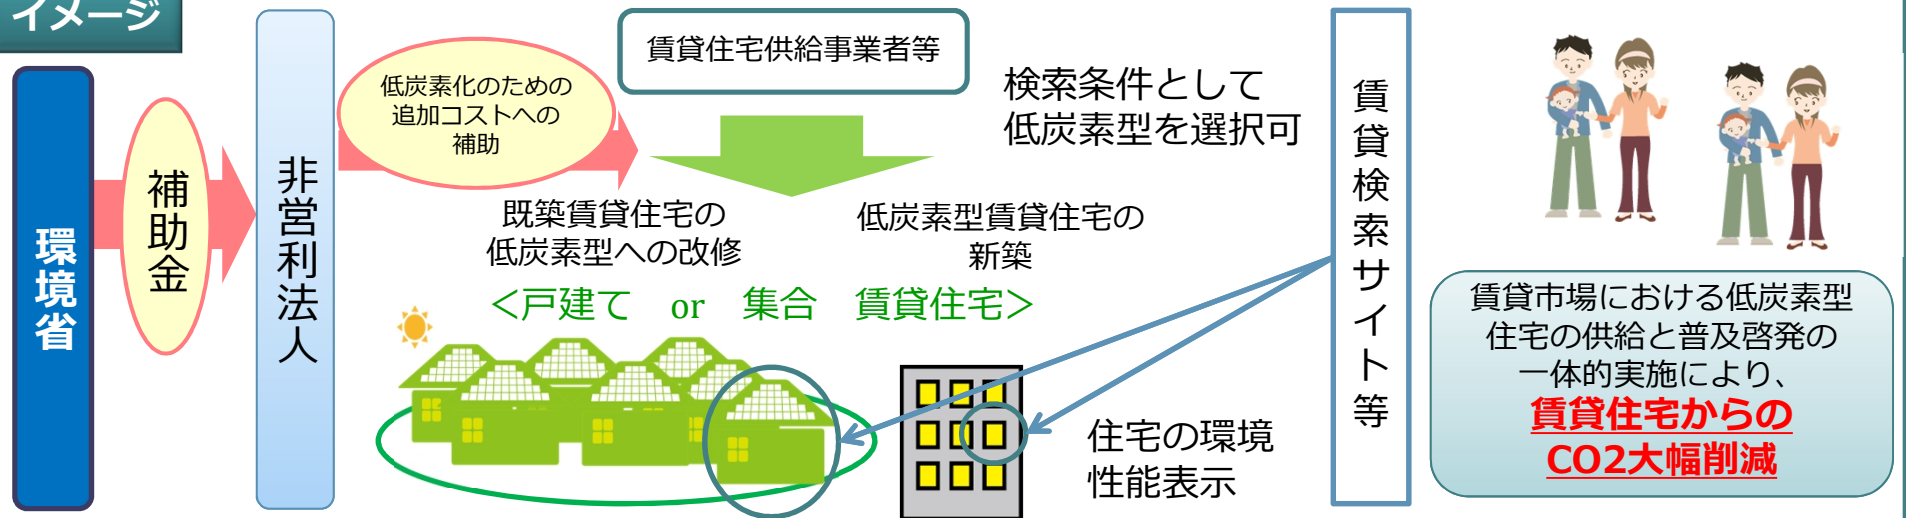 イメージ
環境省
補助金
非営利法人
低炭素化のための
追加コストへの
補助
賃貸住宅供給事業者等
検索条件として
低炭素型を選択可
既築賃貸住宅の
低炭素型への改修
低炭素型賃貸住宅の
新築
＜戸建て　or　集合　賃貸住宅＞
住宅の環境
性能表示
賃貸検索サイト等
賃貸市場における低炭素型
住宅の供給と普及啓発の
一体的実施により、
賃貸住宅からの
CO2大幅削減